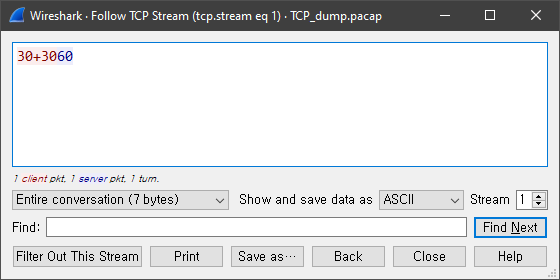 Wireshark · Follow TCP Stream (tcp.stream eq 1) · TCP_dump.pacap
30+3060
1 client pkt, 1 server pkt, 1 turn.
Entire conversation (7 bytes) Show and save data as ASCII Stream 1
Find: Find Next
Filter Out This Stream Print Save as… Back Close Help